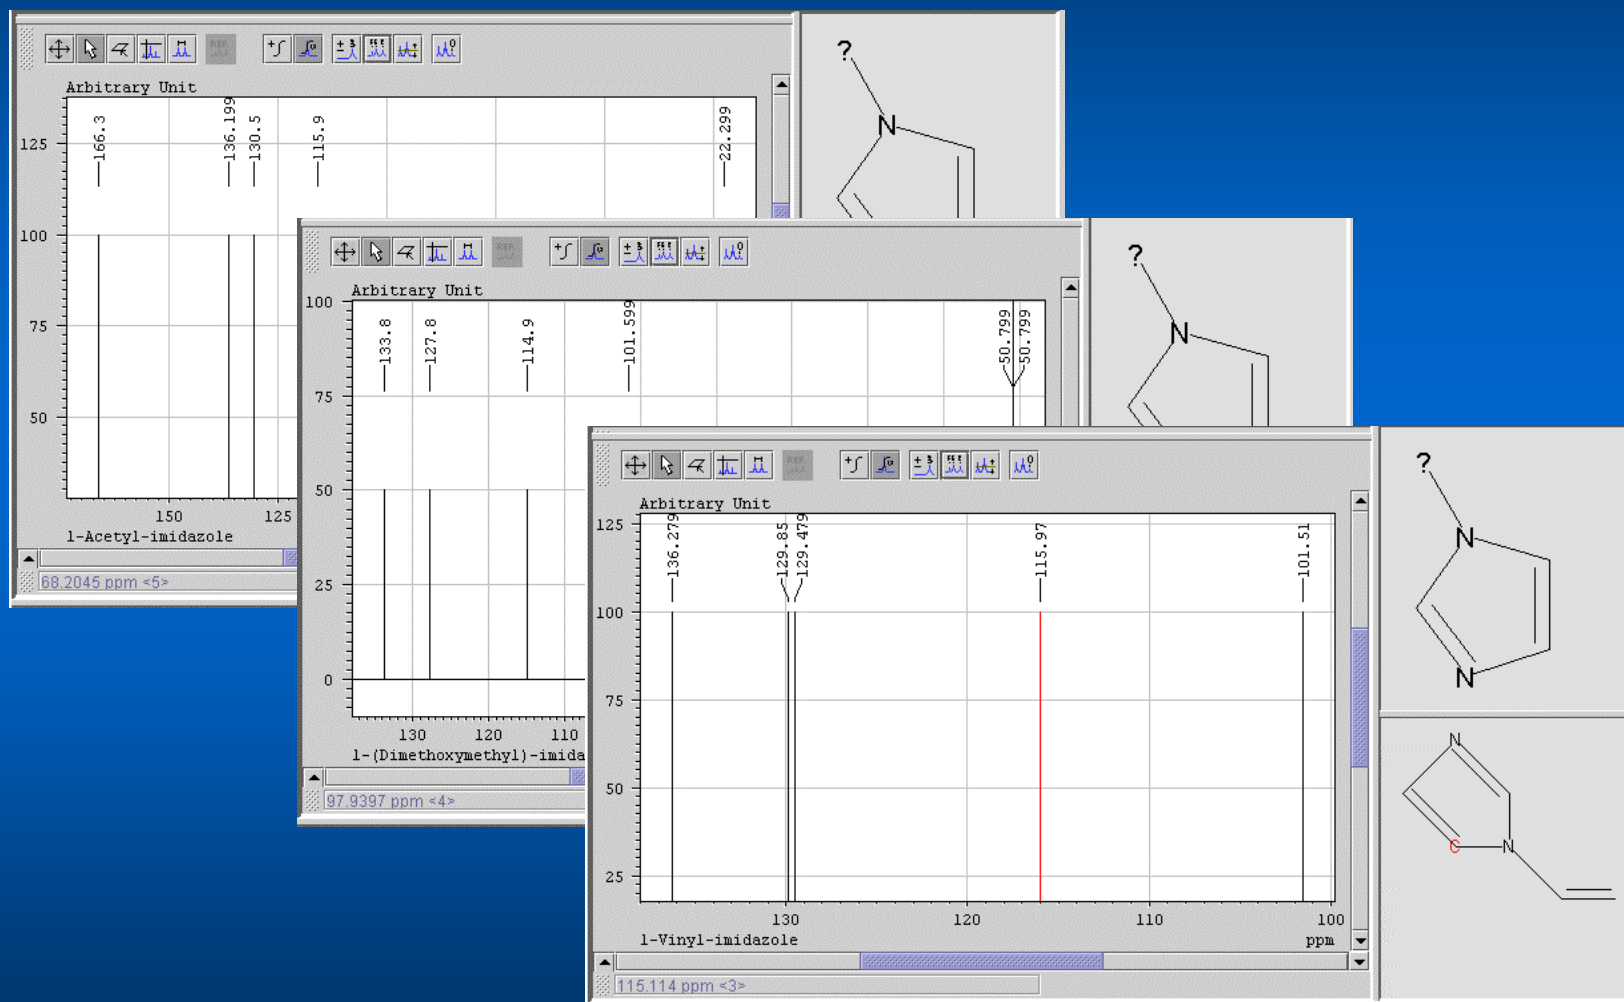 Arbitrary Unit
166.3
136.199
130.5
115.9
22.299
125
100
75
50
150
125
1-Acetyl-imidazole
68.2045 ppm <5>
?
N
REF.
Arbitrary Unit
133.8
127.8
114.9
101.599
50.799
50.799
100
75
50
25
0
130
120
110
1-(Dimethoxymethyl)-imida
97.9397 ppm <4>
?
N
REF.
Arbitrary Unit
136.279
129.85
129.479
115.97
101.51
125
100
75
50
25
130
120
110
100
1-Vinyl-imidazole
ppm
115.114 ppm <3>
?
N
N
N
C
N